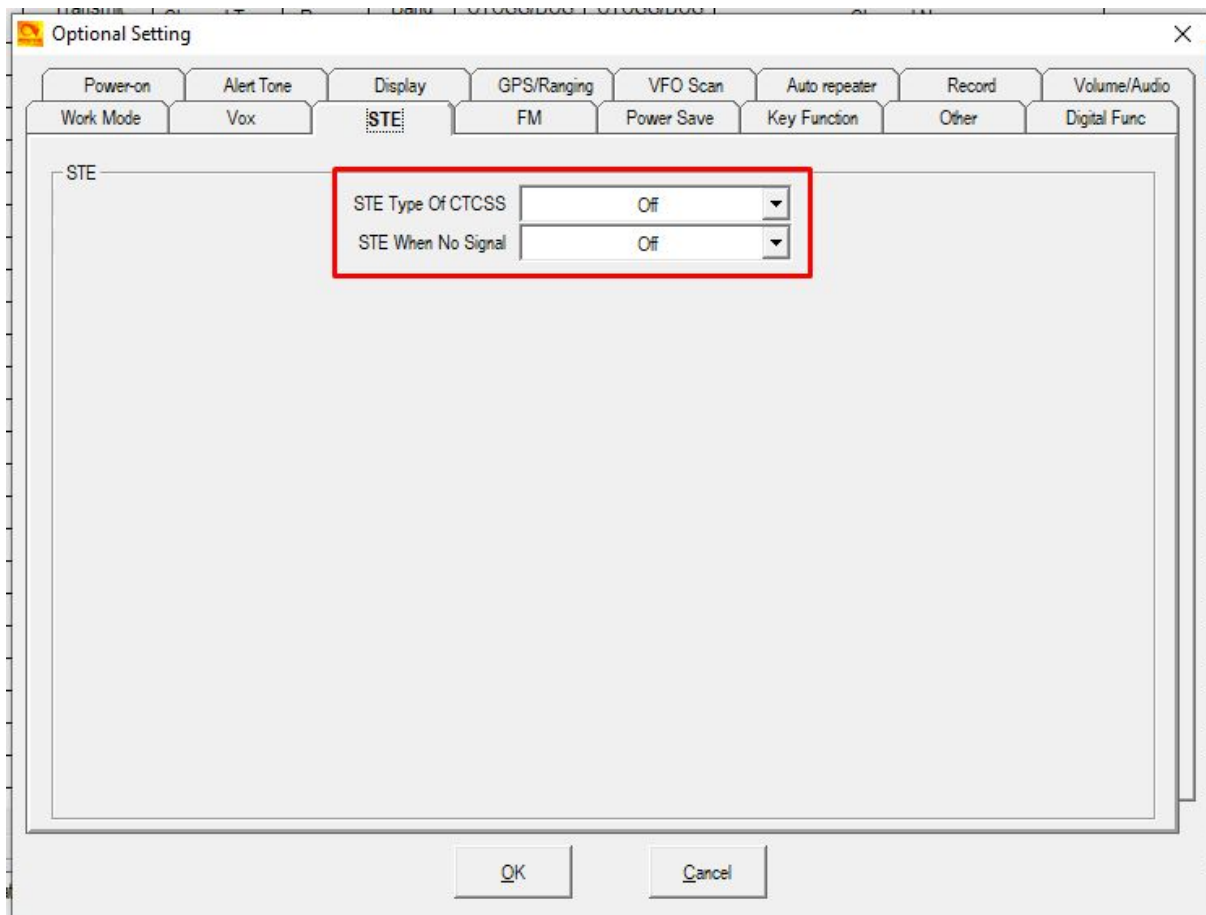 Optional Setting
Power-on Alert Tone Display GPS/Ranging VFO Scan Auto repeater Record Volume/Audio
Work Mode Vox STE FM Power Save Key Function Other Digital Func
STE
STE Type Of CTCSS Off
STE When No Signal Off
OK Cancel